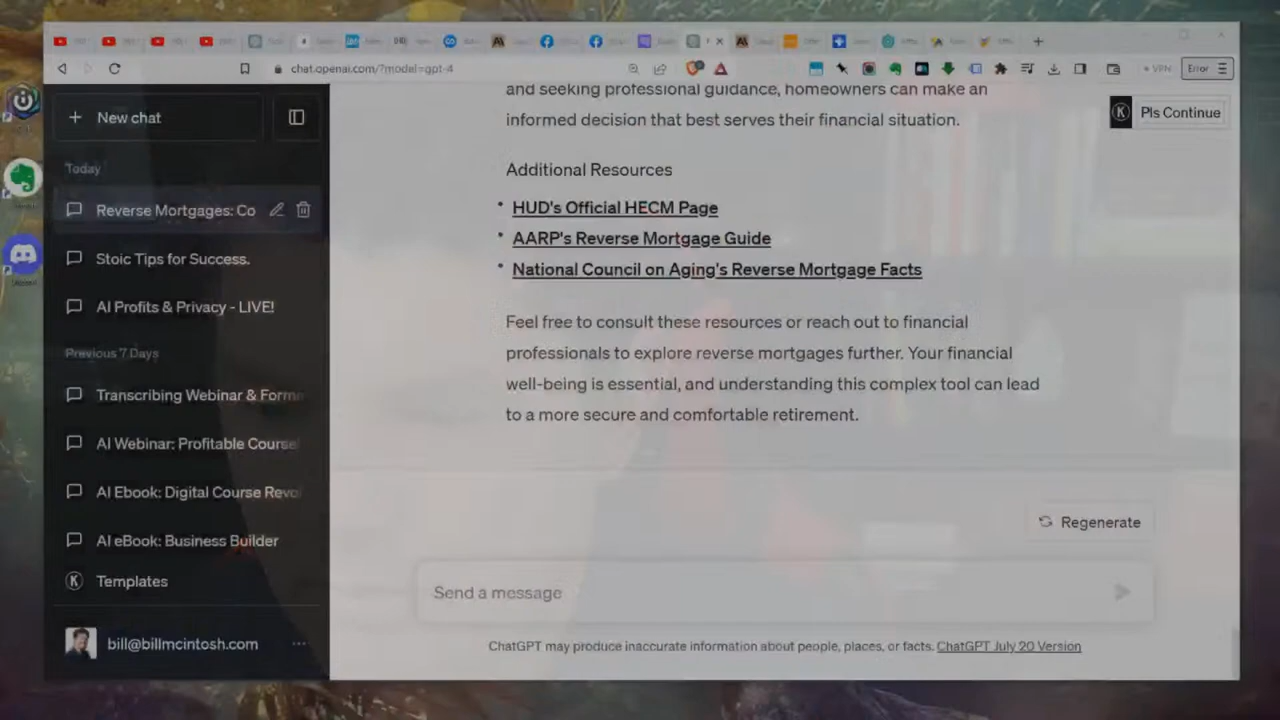 chat.openai.com/?model=gpt-4
VPN
Error
New chat
Today
Reverse Mortgages: Co
Stoic Tips for Success.
AI Profits & Privacy - LIVE!
Previous 7 Days
Transcribing Webinar & Form
AI Webinar: Profitable Course
AI Ebook: Digital Course Revo
AI eBook: Business Builder
Templates
bill@billmcintosh.com
Pls Continue
and seeking professional guidance, homeowners can make an
informed decision that best serves their financial situation.
Additional Resources
• HUD's Official HECM Page
• AARP's Reverse Mortgage Guide
• National Council on Aging's Reverse Mortgage Facts
Feel free to consult these resources or reach out to financial
professionals to explore reverse mortgages further. Your financial
well-being is essential, and understanding this complex tool can lead
to a more secure and comfortable retirement.
Regenerate
Send a message
ChatGPT may produce inaccurate information about people, places, or facts. ChatGPT July 20 Version